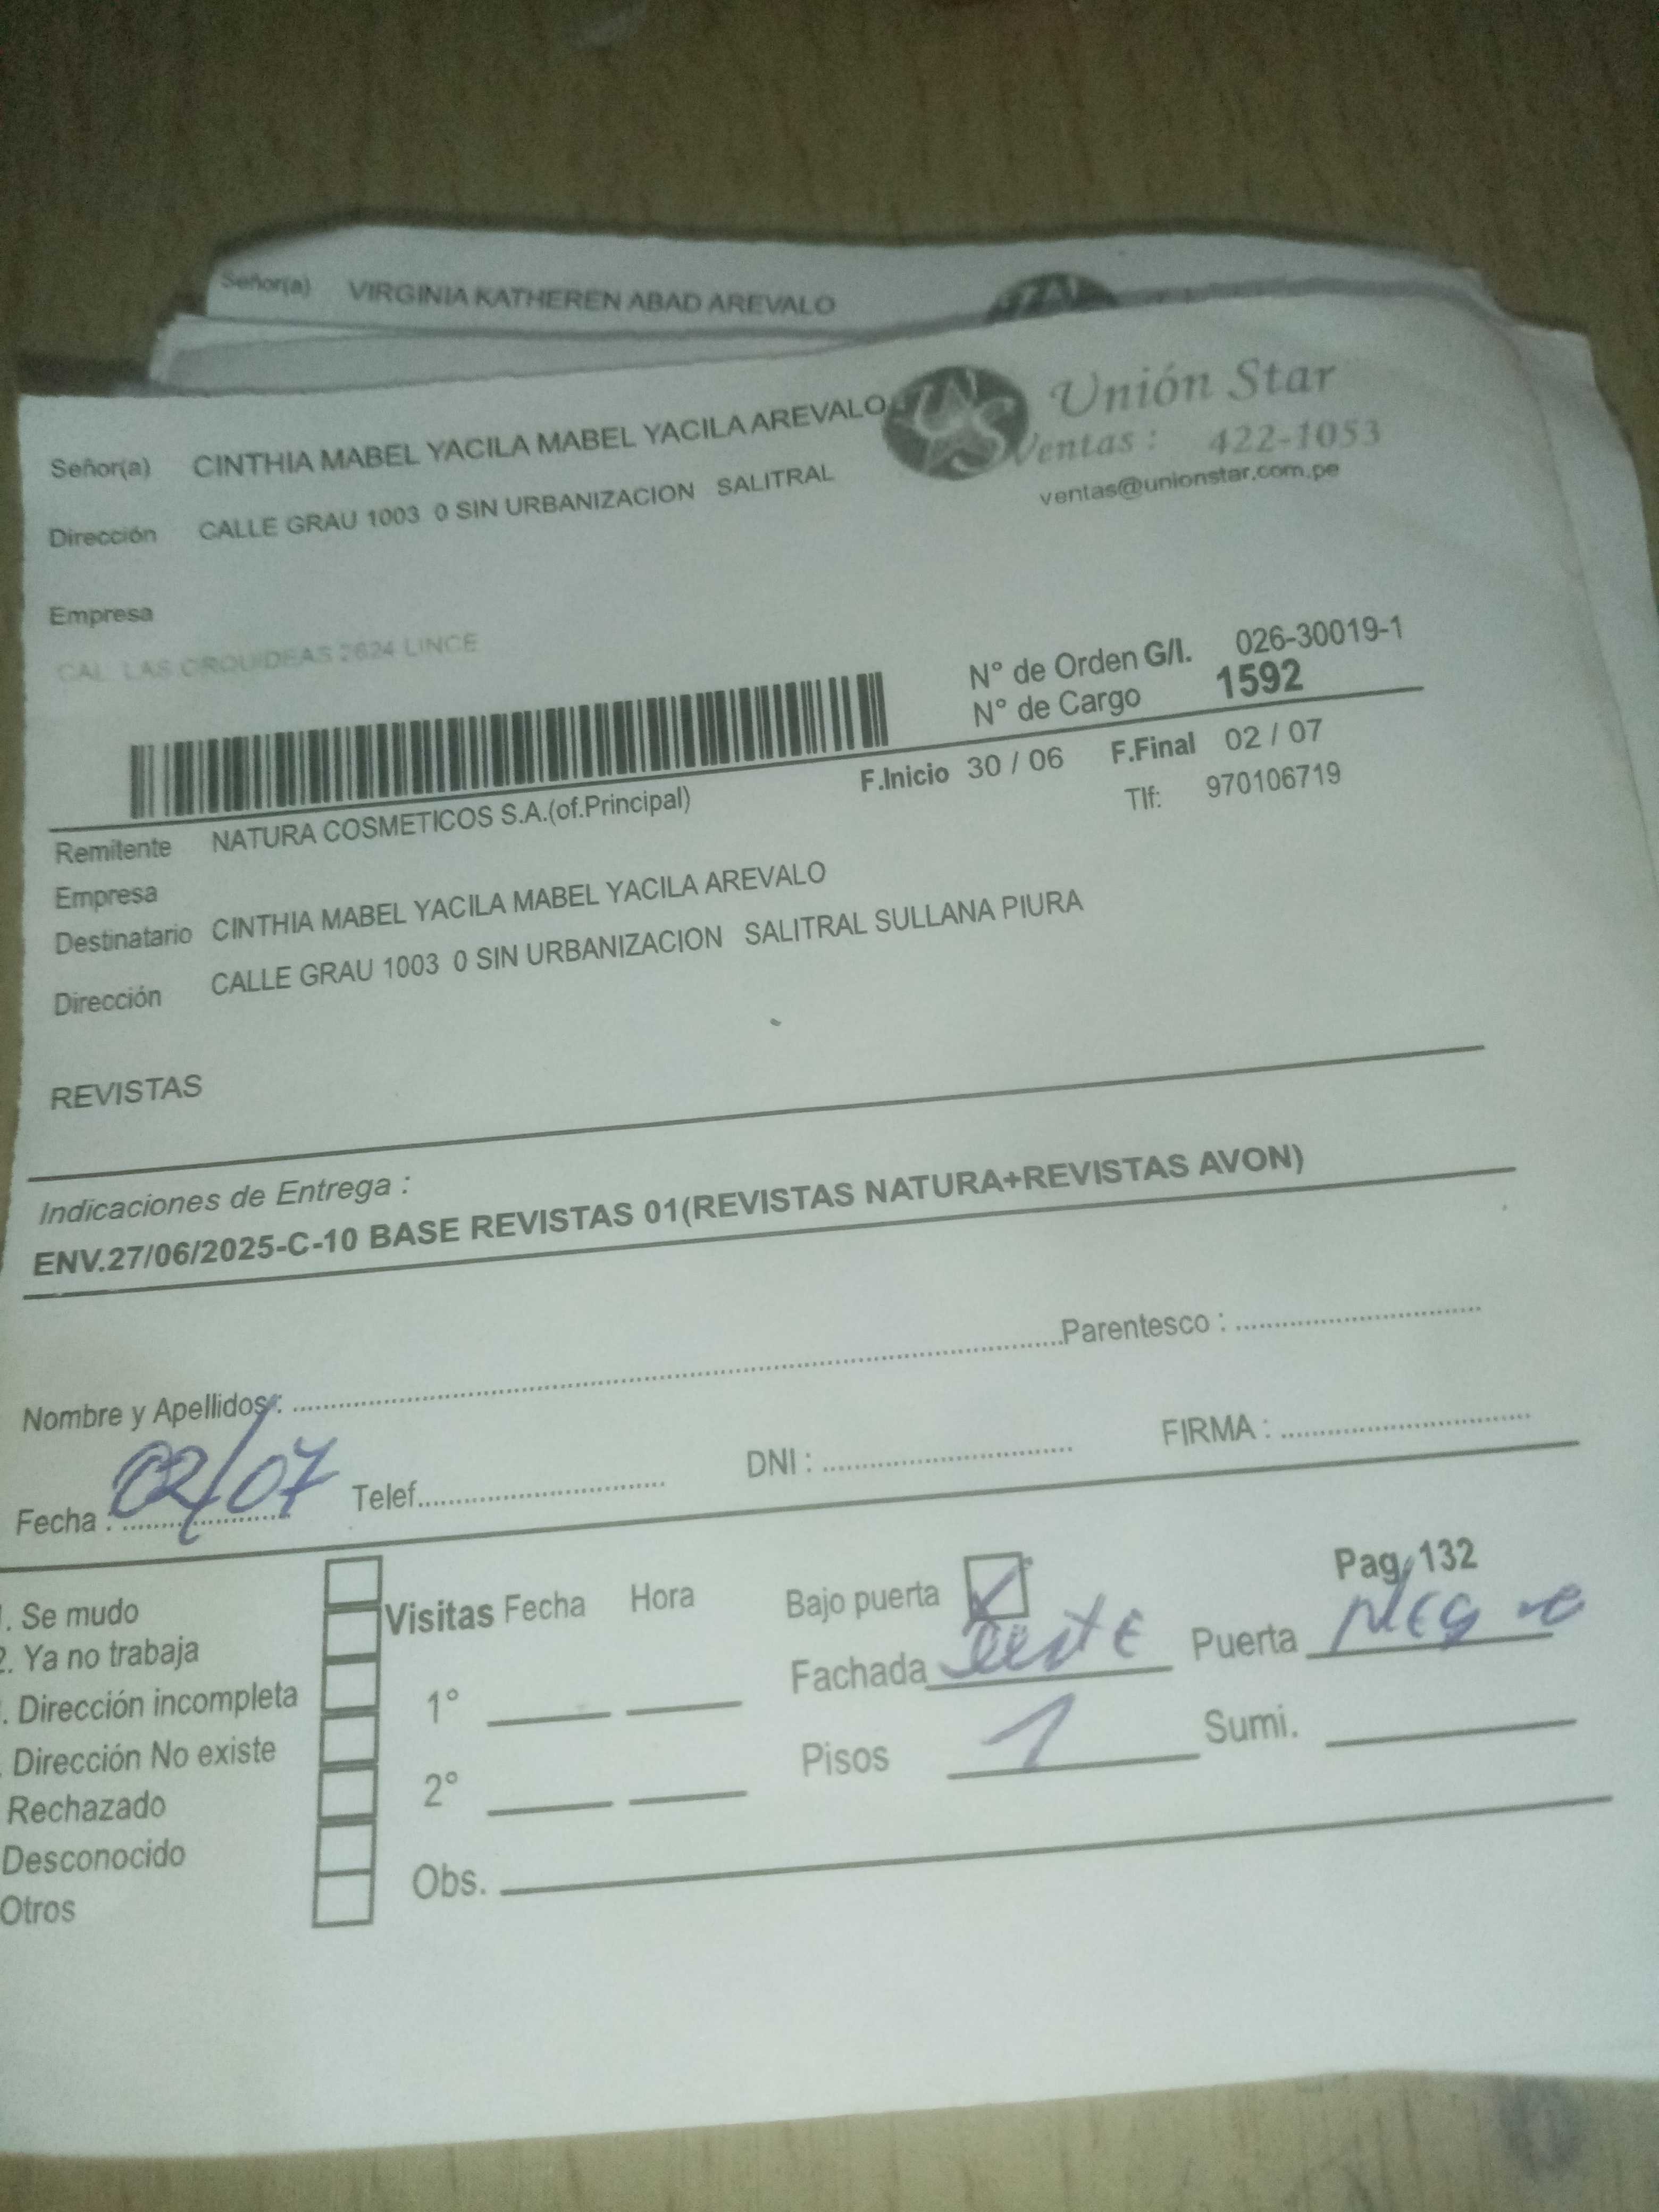 Señor(a) VIRGINIA KATHEREN ABAD AREVALO
Señor(a) CINTHIA MABEL YACILA MABEL YACILA AREVALO
Unión Star
Ventas : 422-1053
ventas@unionstar.com.pe
Dirección CALLE GRAU 1003 0 SIN URBANIZACION SALITRAL
Empresa
CAL LAS ORQUIDEAS 2624 LINCE
N° de Orden G/I. 026-30019-1
N° de Cargo 1592
F.Inicio 30 / 06 F.Final 02 / 07
Tlf: 970106719
Remitente NATURA COSMETICOS S.A.(of.Principal)
Empresa
Destinatario CINTHIA MABEL YACILA MABEL YACILA AREVALO
Dirección CALLE GRAU 1003 0 SIN URBANIZACION SALITRAL SULLANA PIURA
REVISTAS
Indicaciones de Entrega :
ENV.27/06/2025-C-10 BASE REVISTAS 01(REVISTAS NATURA+REVISTAS AVON)
Nombre y Apellidos : Parentesco :
Fecha : 02/07 Telef. DNI : FIRMA :
Pag. 132
. Se mudo
2. Ya no trabaja
. Dirección incompleta
. Dirección No existe
Rechazado
Desconocido
Otros
Visitas Fecha Hora
1°
2°
Obs.
Bajo puerta ✓
Fachada Puerta
Pisos 1 Sumi.